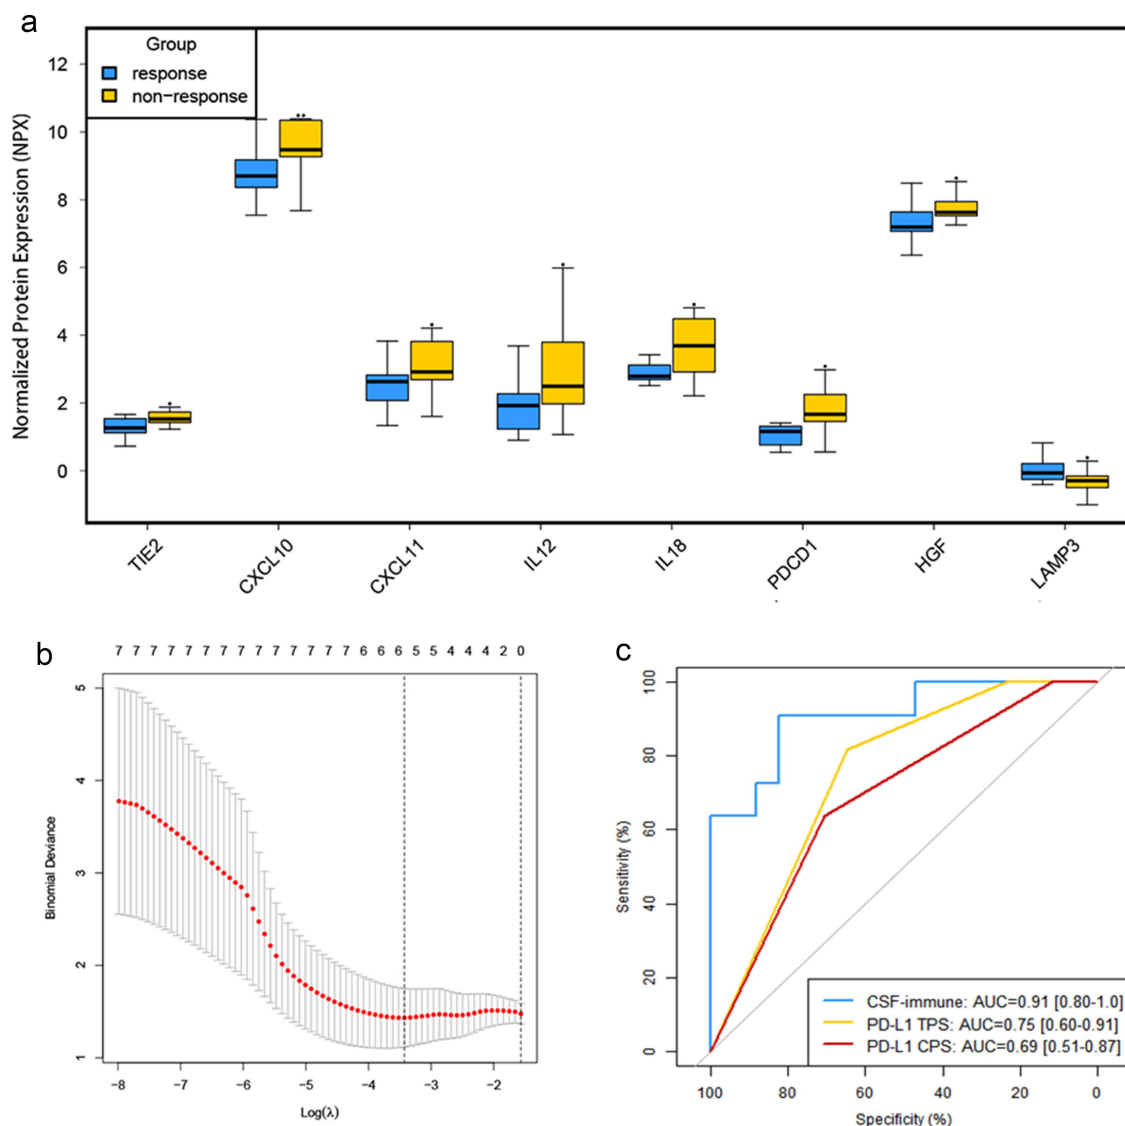 a
Group
response
non-response
Normalized Protein Expression (NPX)
12
10
8
6
4
2
0
TIE2
CXCL10
CXCL11
IL12
IL18
PDCD1
HGF
LAMP3
b
7 7 7 7 7 7 7 7 7 7 7 7 7 7 6 6 6 5 5 4 4 4 2 0
Binomial Deviance
5
4
3
2
1
-8 -7 -6 -5 -4 -3 -2
Log(λ)
c
Sensitivity (%)
100
80
60
40
20
0
CSF-immune: AUC=0.91 [0.80-1.0]
PD-L1 TPS: AUC=0.75 [0.60-0.91]
PD-L1 CPS: AUC=0.69 [0.51-0.87]
100 80 60 40 20 0
Specificity (%)